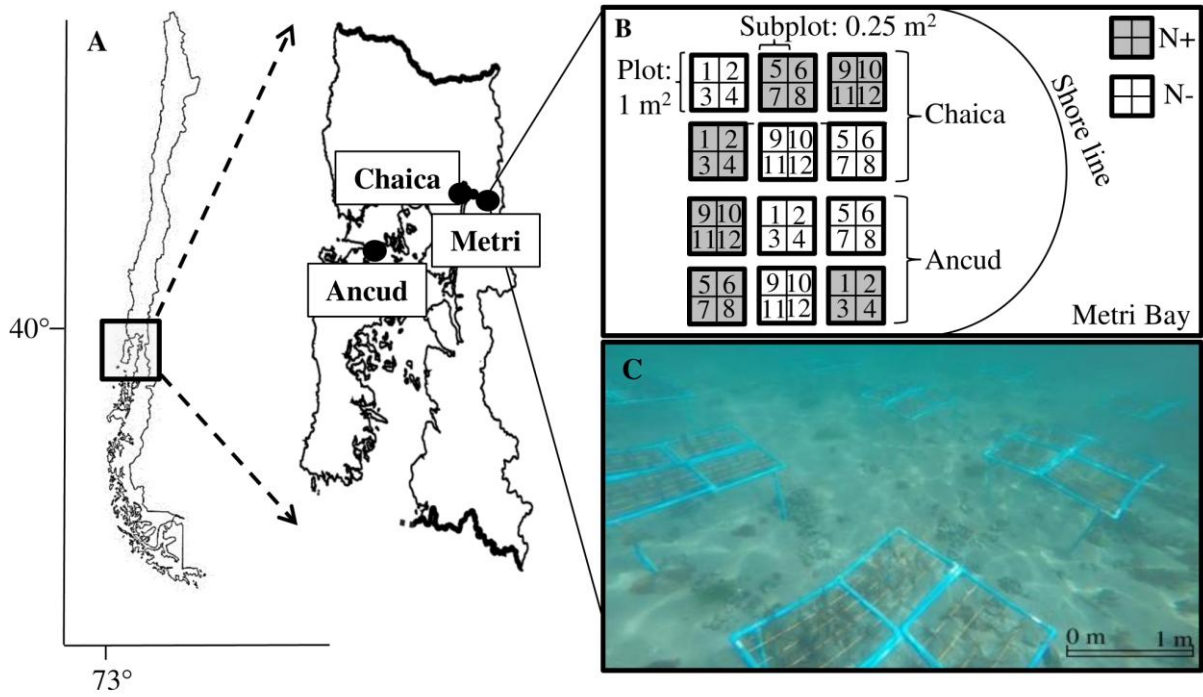 A
40°
73°
Chaica
Metri
Ancud
B
Subplot: 0.25 m²
Plot:
1 m²
1 2 5 6 9 10
3 4 7 8 11 12
Chaica
1 2 9 10 5 6
3 4 11 12 7 8
9 10 1 2 5 6
11 12 3 4 7 8
Ancud
5 6 9 10 1 2
7 8 11 12 3 4
Shore line
N+
N-
Metri Bay
C
0 m 1 m